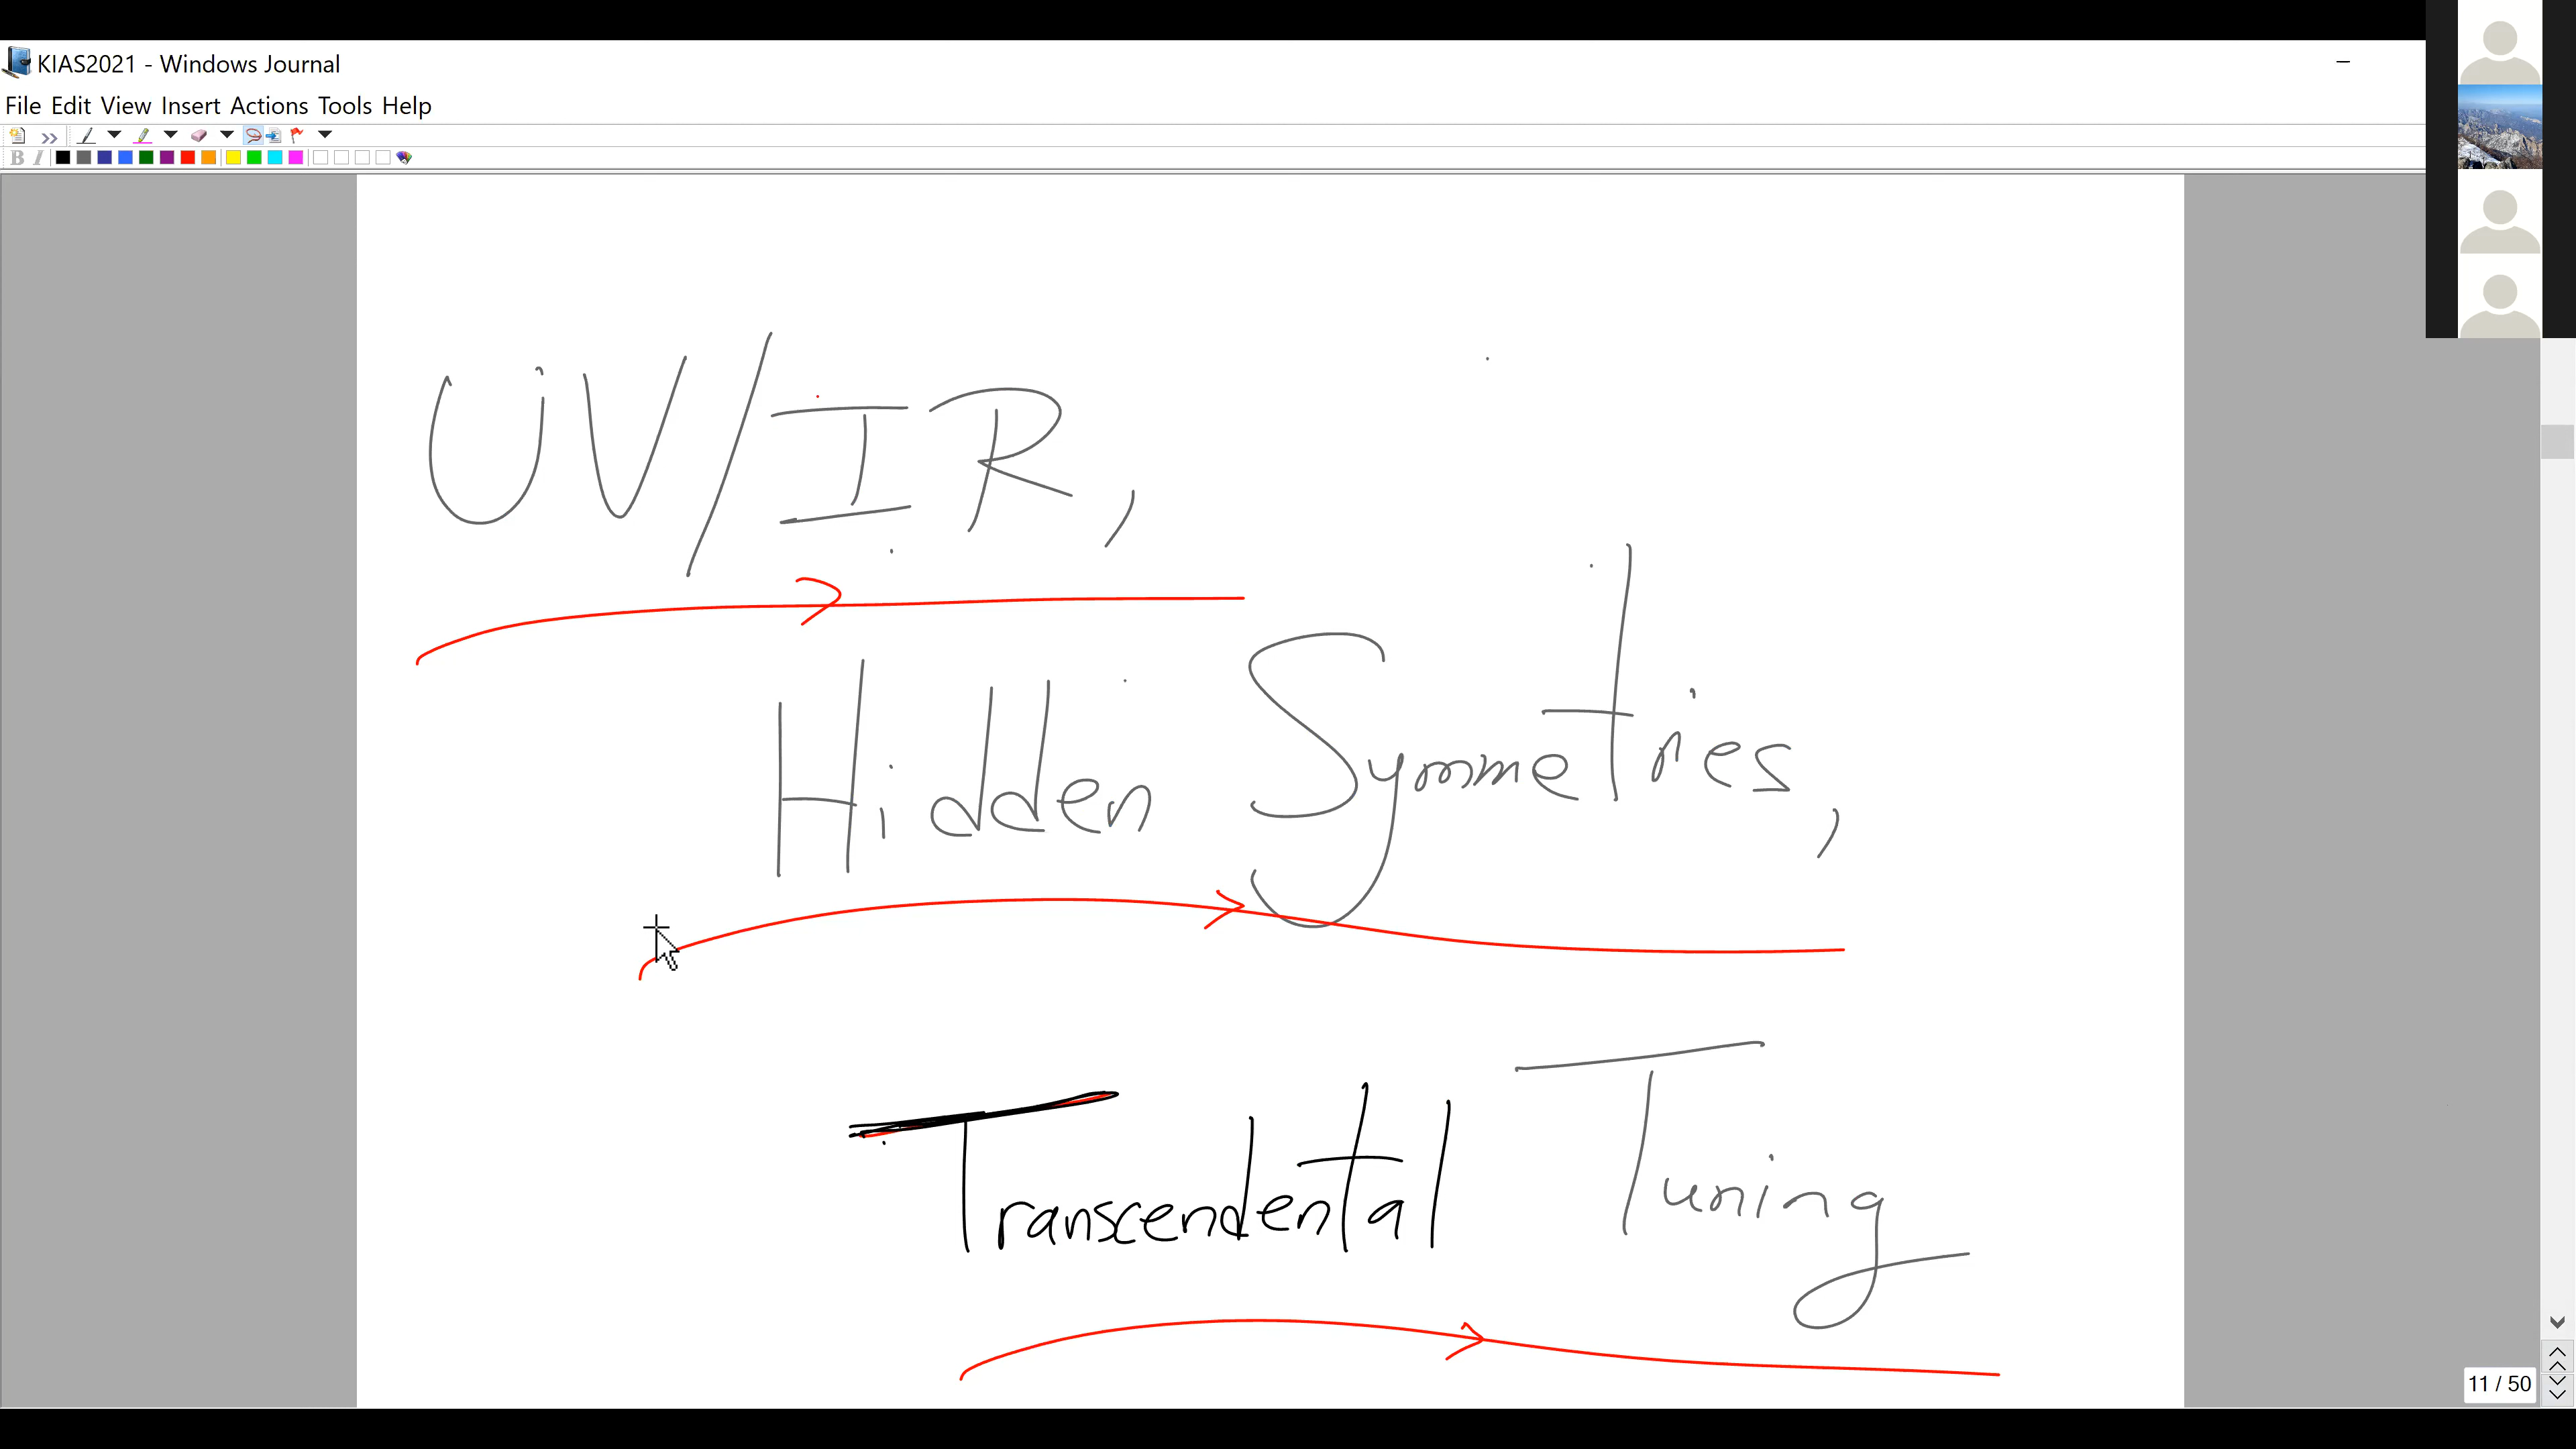 KIAS2021 - Windows Journal
File Edit View Insert Actions Tools Help
B I
UV/IR,
Hidden Symmetries,
Transcendental Tuning
11 / 50